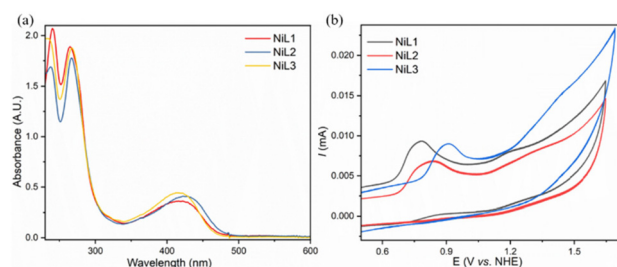 (a)
2.0
1.5
1.0
0.5
0.0
Absorbance (A.U.)
NiL1
NiL2
NiL3
300
400
500
600
Wavelength (nm)
(b)
0.025
0.020
0.015
0.010
0.005
0.000
I (mA)
NiL1
NiL2
NiL3
0.6
0.9
1.2
1.5
E (V vs. NHE)